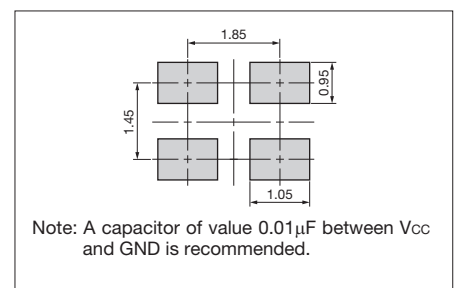 1.85
0.95
1.45
1.05
Note: A capacitor of value 0.01μF between Vcc
and GND is recommended.